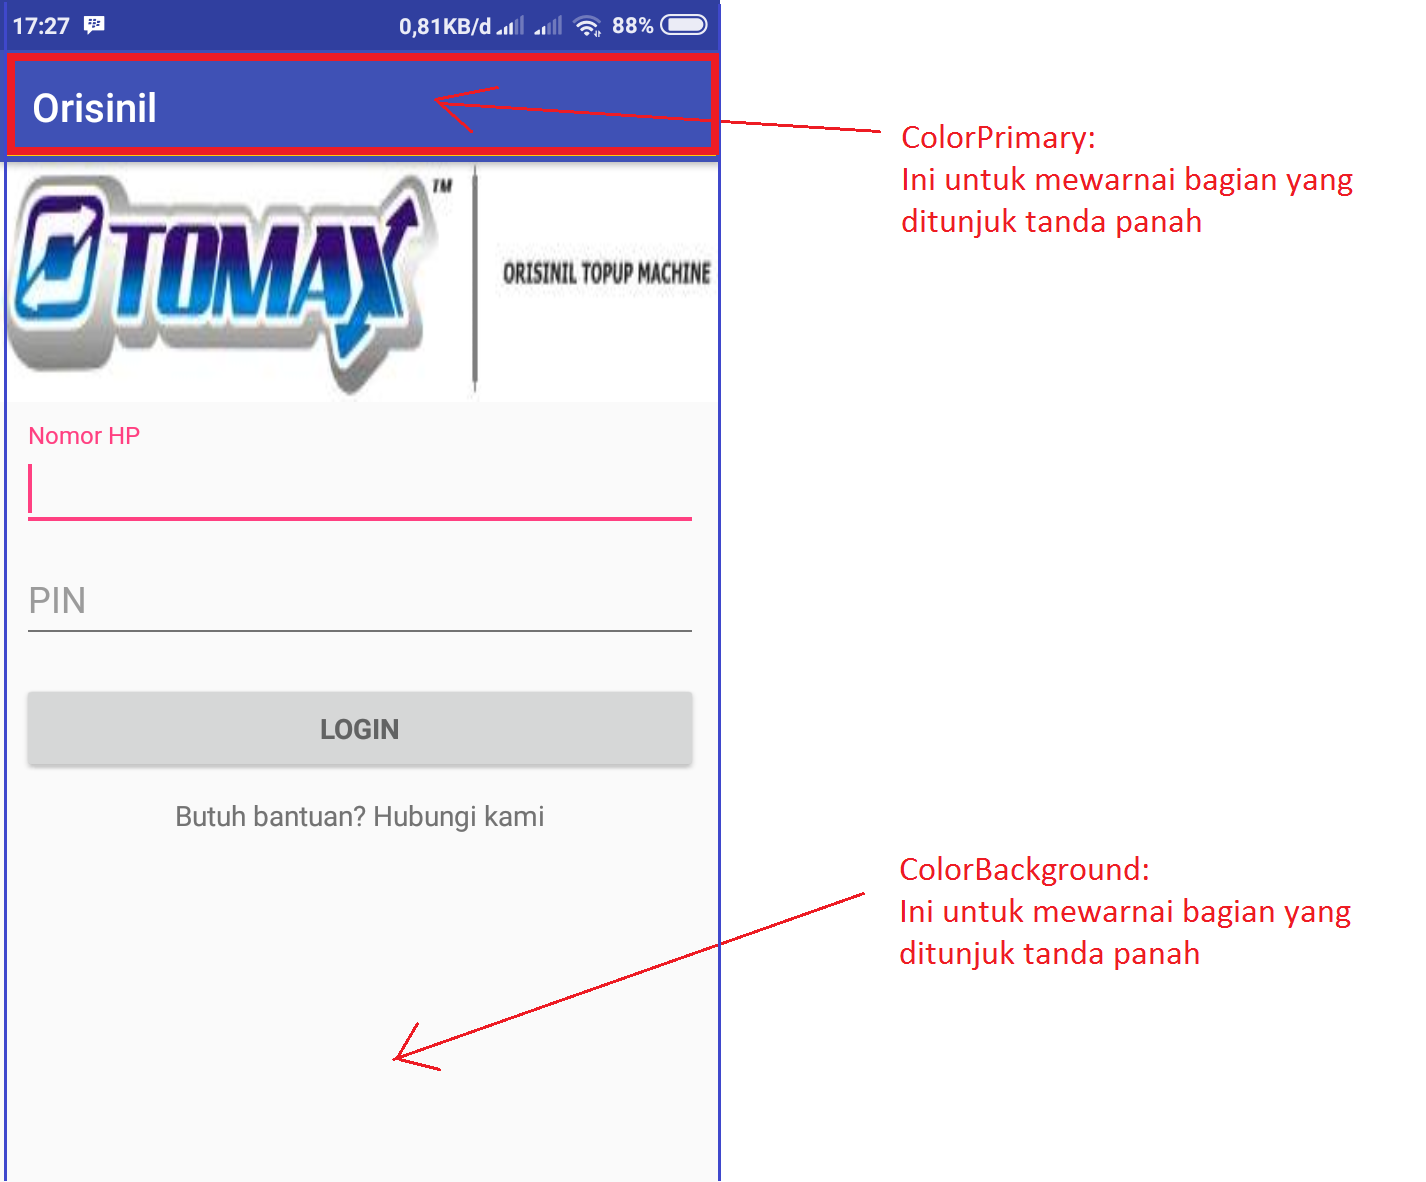 17:27 0,81KB/d 88%
Orisinil
ColorPrimary:
Ini untuk mewarnai bagian yang
ditunjuk tanda panah
OTOMAX TM
ORISINIL TOPUP MACHINE
Nomor HP
PIN
LOGIN
Butuh bantuan? Hubungi kami
ColorBackground:
Ini untuk mewarnai bagian yang
ditunjuk tanda panah